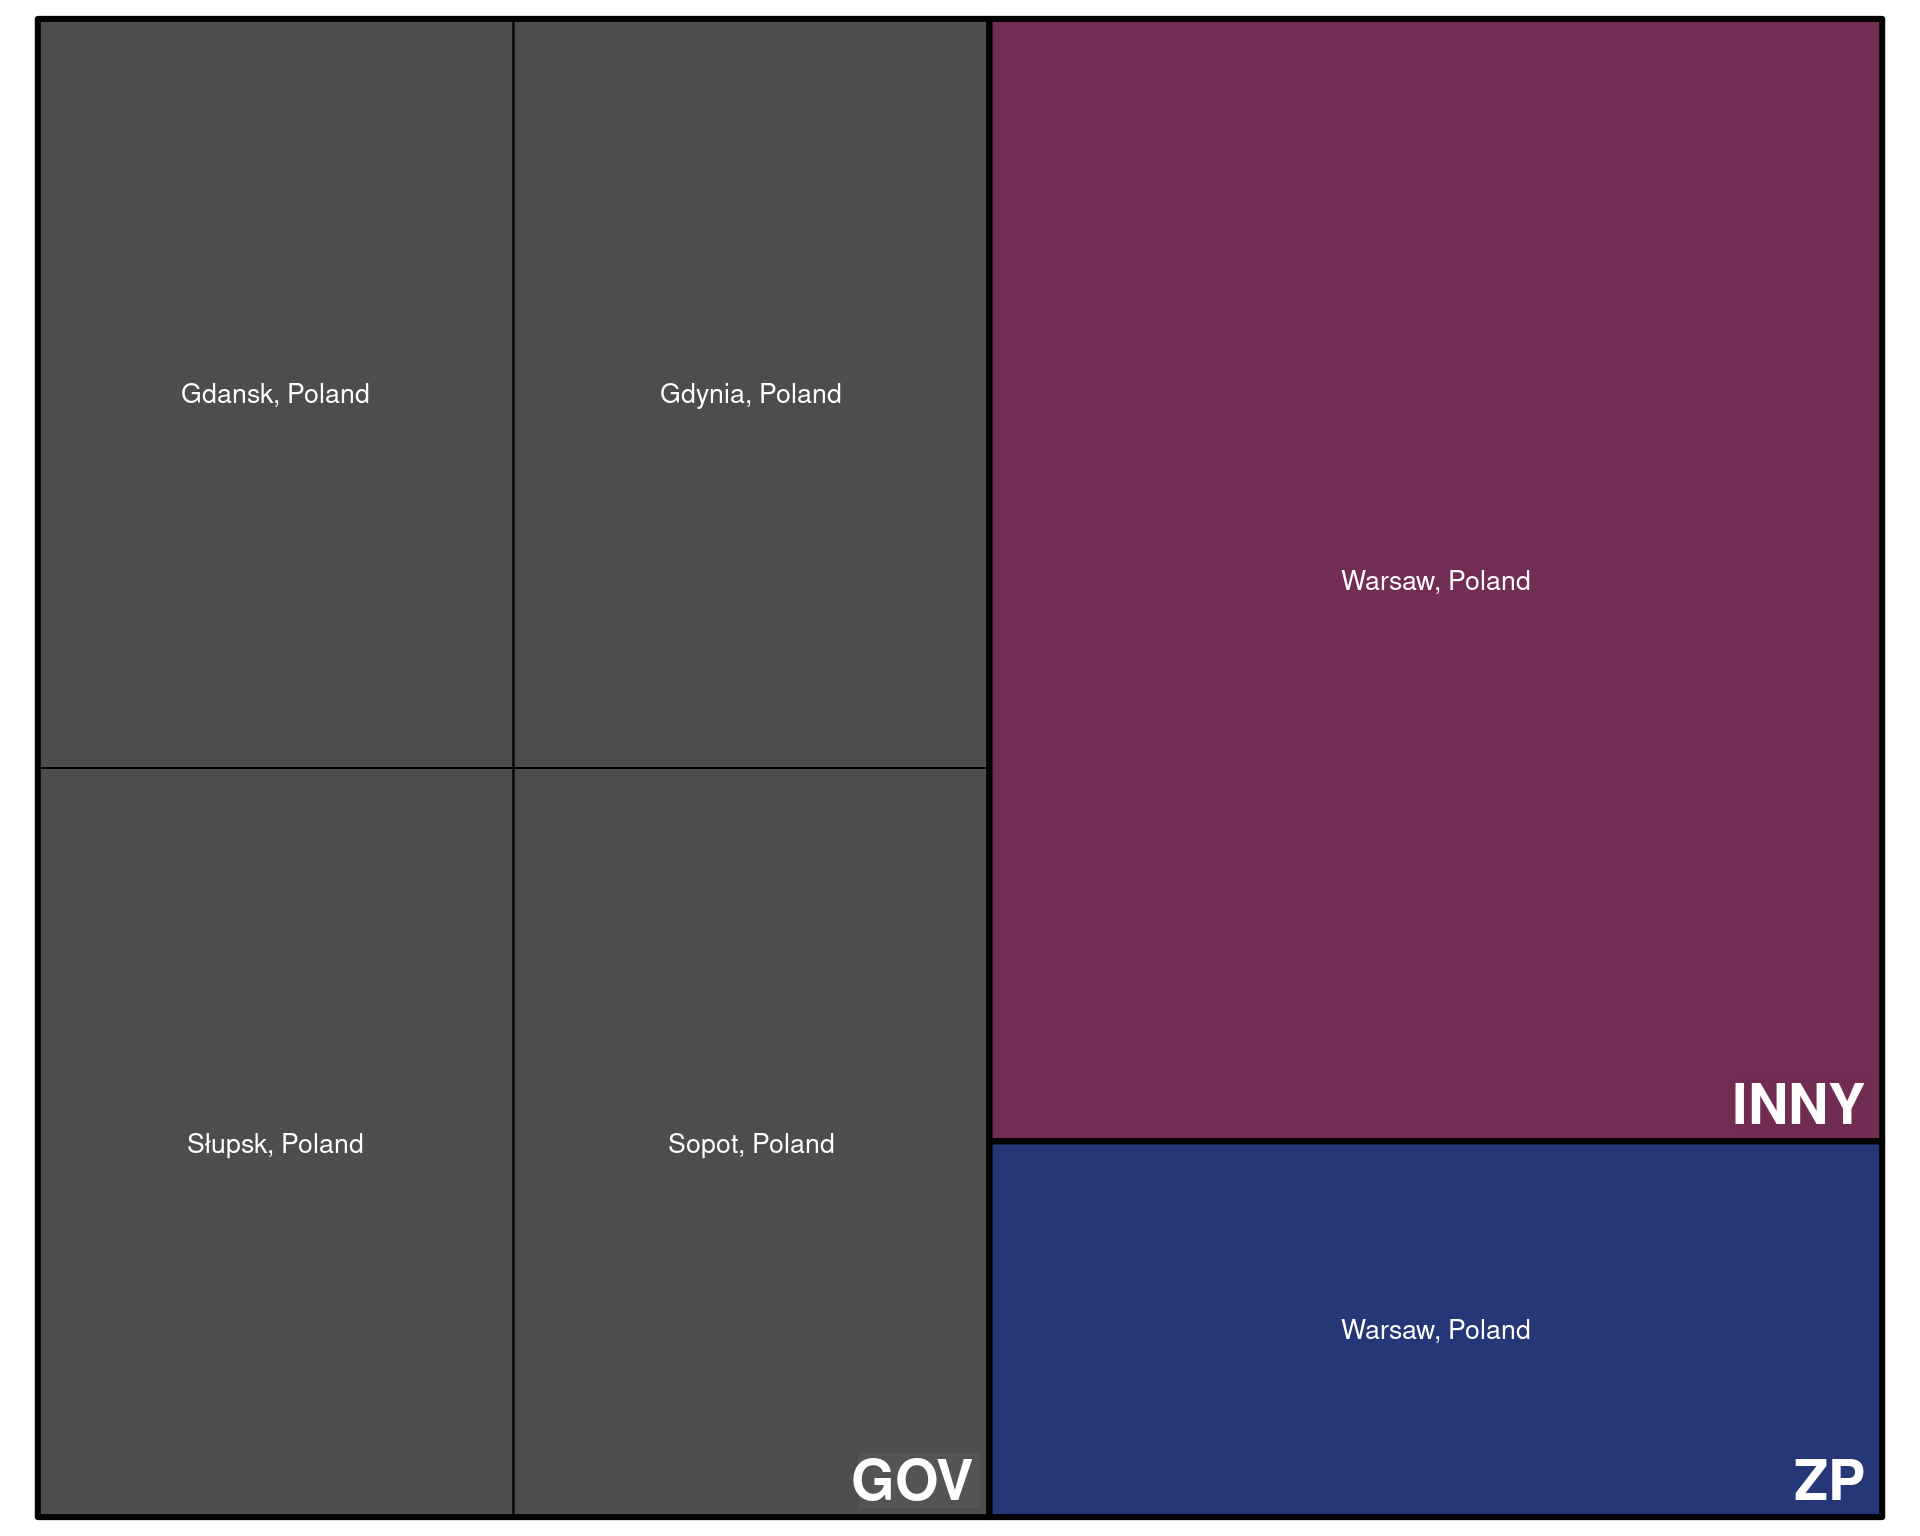 Gdansk, Poland
Gdynia, Poland
Słupsk, Poland
Sopot, Poland
GOV
Warsaw, Poland
INNY
Warsaw, Poland
ZP